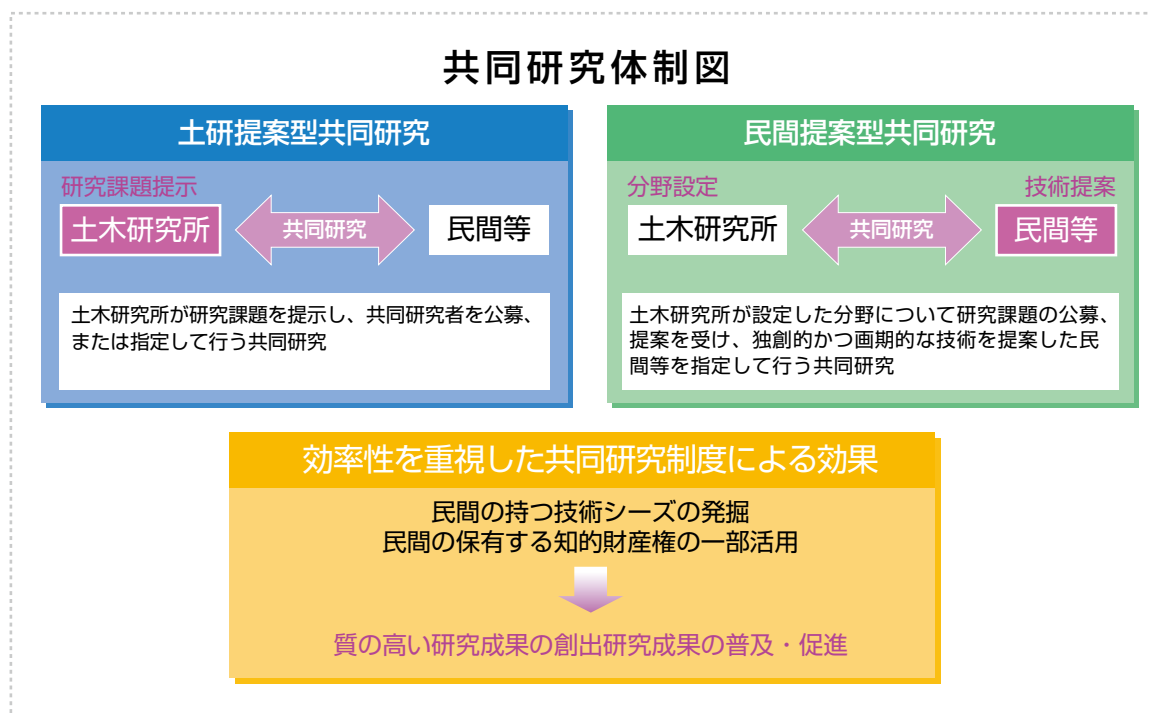 共同研究体制図
土研提案型共同研究
研究課題提示
土木研究所
共同研究
民間等
土木研究所が研究課題を提示し、共同研究者を公募、
または指定して行う共同研究
民間提案型共同研究
分野設定
技術提案
土木研究所
共同研究
民間等
土木研究所が設定した分野について研究課題の公募、
提案を受け、独創的かつ画期的な技術を提案した民
間等を指定して行う共同研究
効率性を重視した共同研究制度による効果
民間の持つ技術シーズの発掘
民間の保有する知的財産権の一部活用
質の高い研究成果の創出研究成果の普及・促進